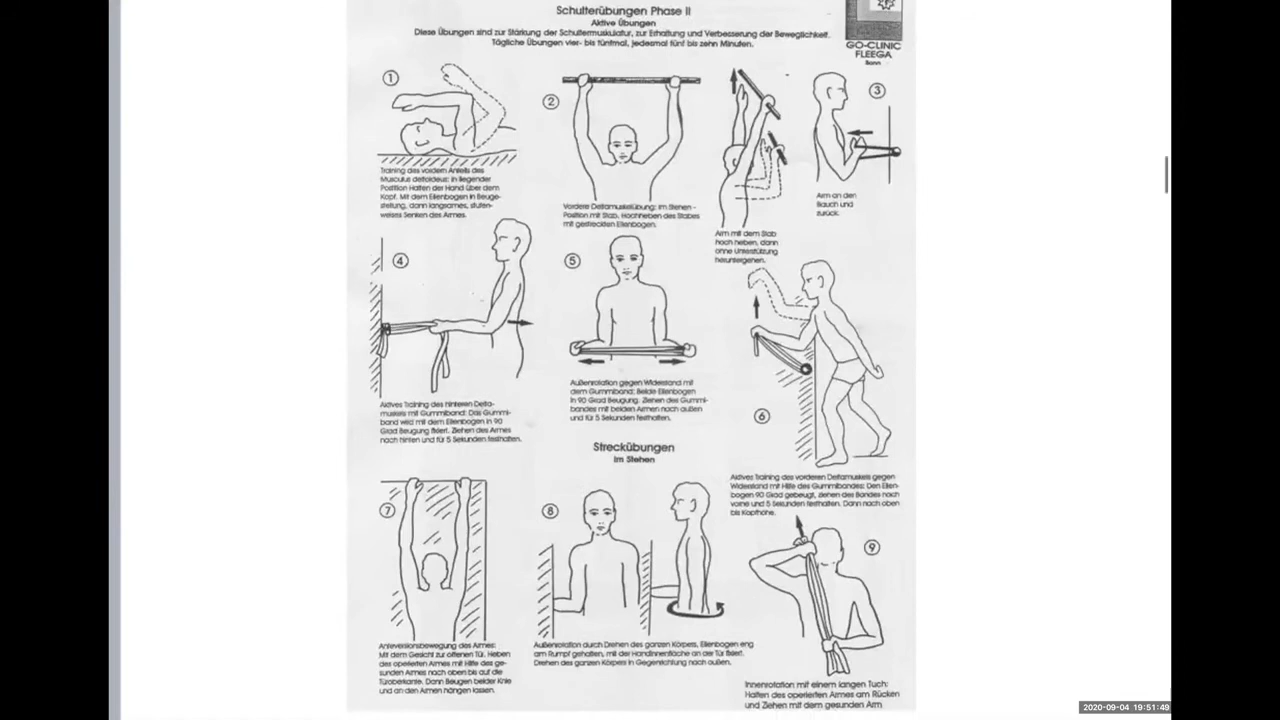 Schulterübungen Phase II
Aktive Übungen
Diese Übungen sind zur Stärkung der Schultermuskulatur, zur Erhaltung und Verbesserung der Beweglichkeit.
Tägliche Übungen vier- bis fünfmal, jedesmal fünf bis zehn Minuten.
GO-CLINIC
FLEEGA
Bonn
1
Training des vordern Anteils des
Musculus deltoideus: in liegender
Position Halten der Hand über dem
Kopf. Mit dem Ellenbogen in Beuge-
stellung, dann langsames, stufen-
weises Senken des Armes.
2
Vordere Deltamuskelübung: im Stehen -
Position mit Stab. Hochheben des Stabes
mit gestreckten Ellenbogen.
Arm mit dem Stab
hoch heben, dann
ohne Unterstützung
heruntergehen.
3
Arm an den
Bauch und
zurück.
4
Aktives Training des hinteren Delta-
muskels mit Gummiband: Das Gummi-
band wird mit dem Ellenbogen in 90
Grad Beugung fixiert. Ziehen des Armes
nach hinten und für 5 Sekunden festhalten.
5
Außenrotation gegen Widerstand mit
dem Gummiband: Beide Ellenbogen
in 90 Grad Beugung. Ziehen des Gummi-
bandes mit beiden Armen nach außen
und für 5 Sekunden festhalten.
6
Aktives Training des vorderen Deltamuskels gegen
Widerstand mit Hilfe des Gummibandes: Den Ellen-
bogen 90 Grad gebeugt, ziehen des Bandes nach
vorne und 5 Sekunden festhalten. Dann nach oben
bis Kopfhöhe.
Streckübungen
im Stehen
7
Anteversionsbewegung des Armes:
Mit dem Gesicht zur offenen Tür. Heben
des operierten Armes mit Hilfe des ge-
sunden Armes nach oben bis auf die
Türoberkante. Dann Beugen beider Knie
und an den Armen hängen lassen.
8
Außenrotation durch Drehen des ganzen Körpers, Ellenbogen eng
am Rumpf gehalten, mit der Handinnenfläche an der Tür fixiert.
Drehen des ganzen Körpers in Gegenrichtung nach außen.
9
Innenrotation mit einem langen Tuch:
Halten des operierten Armes am Rücken
und Ziehen mit dem gesunden Arm
2020-09-04 19:51:49